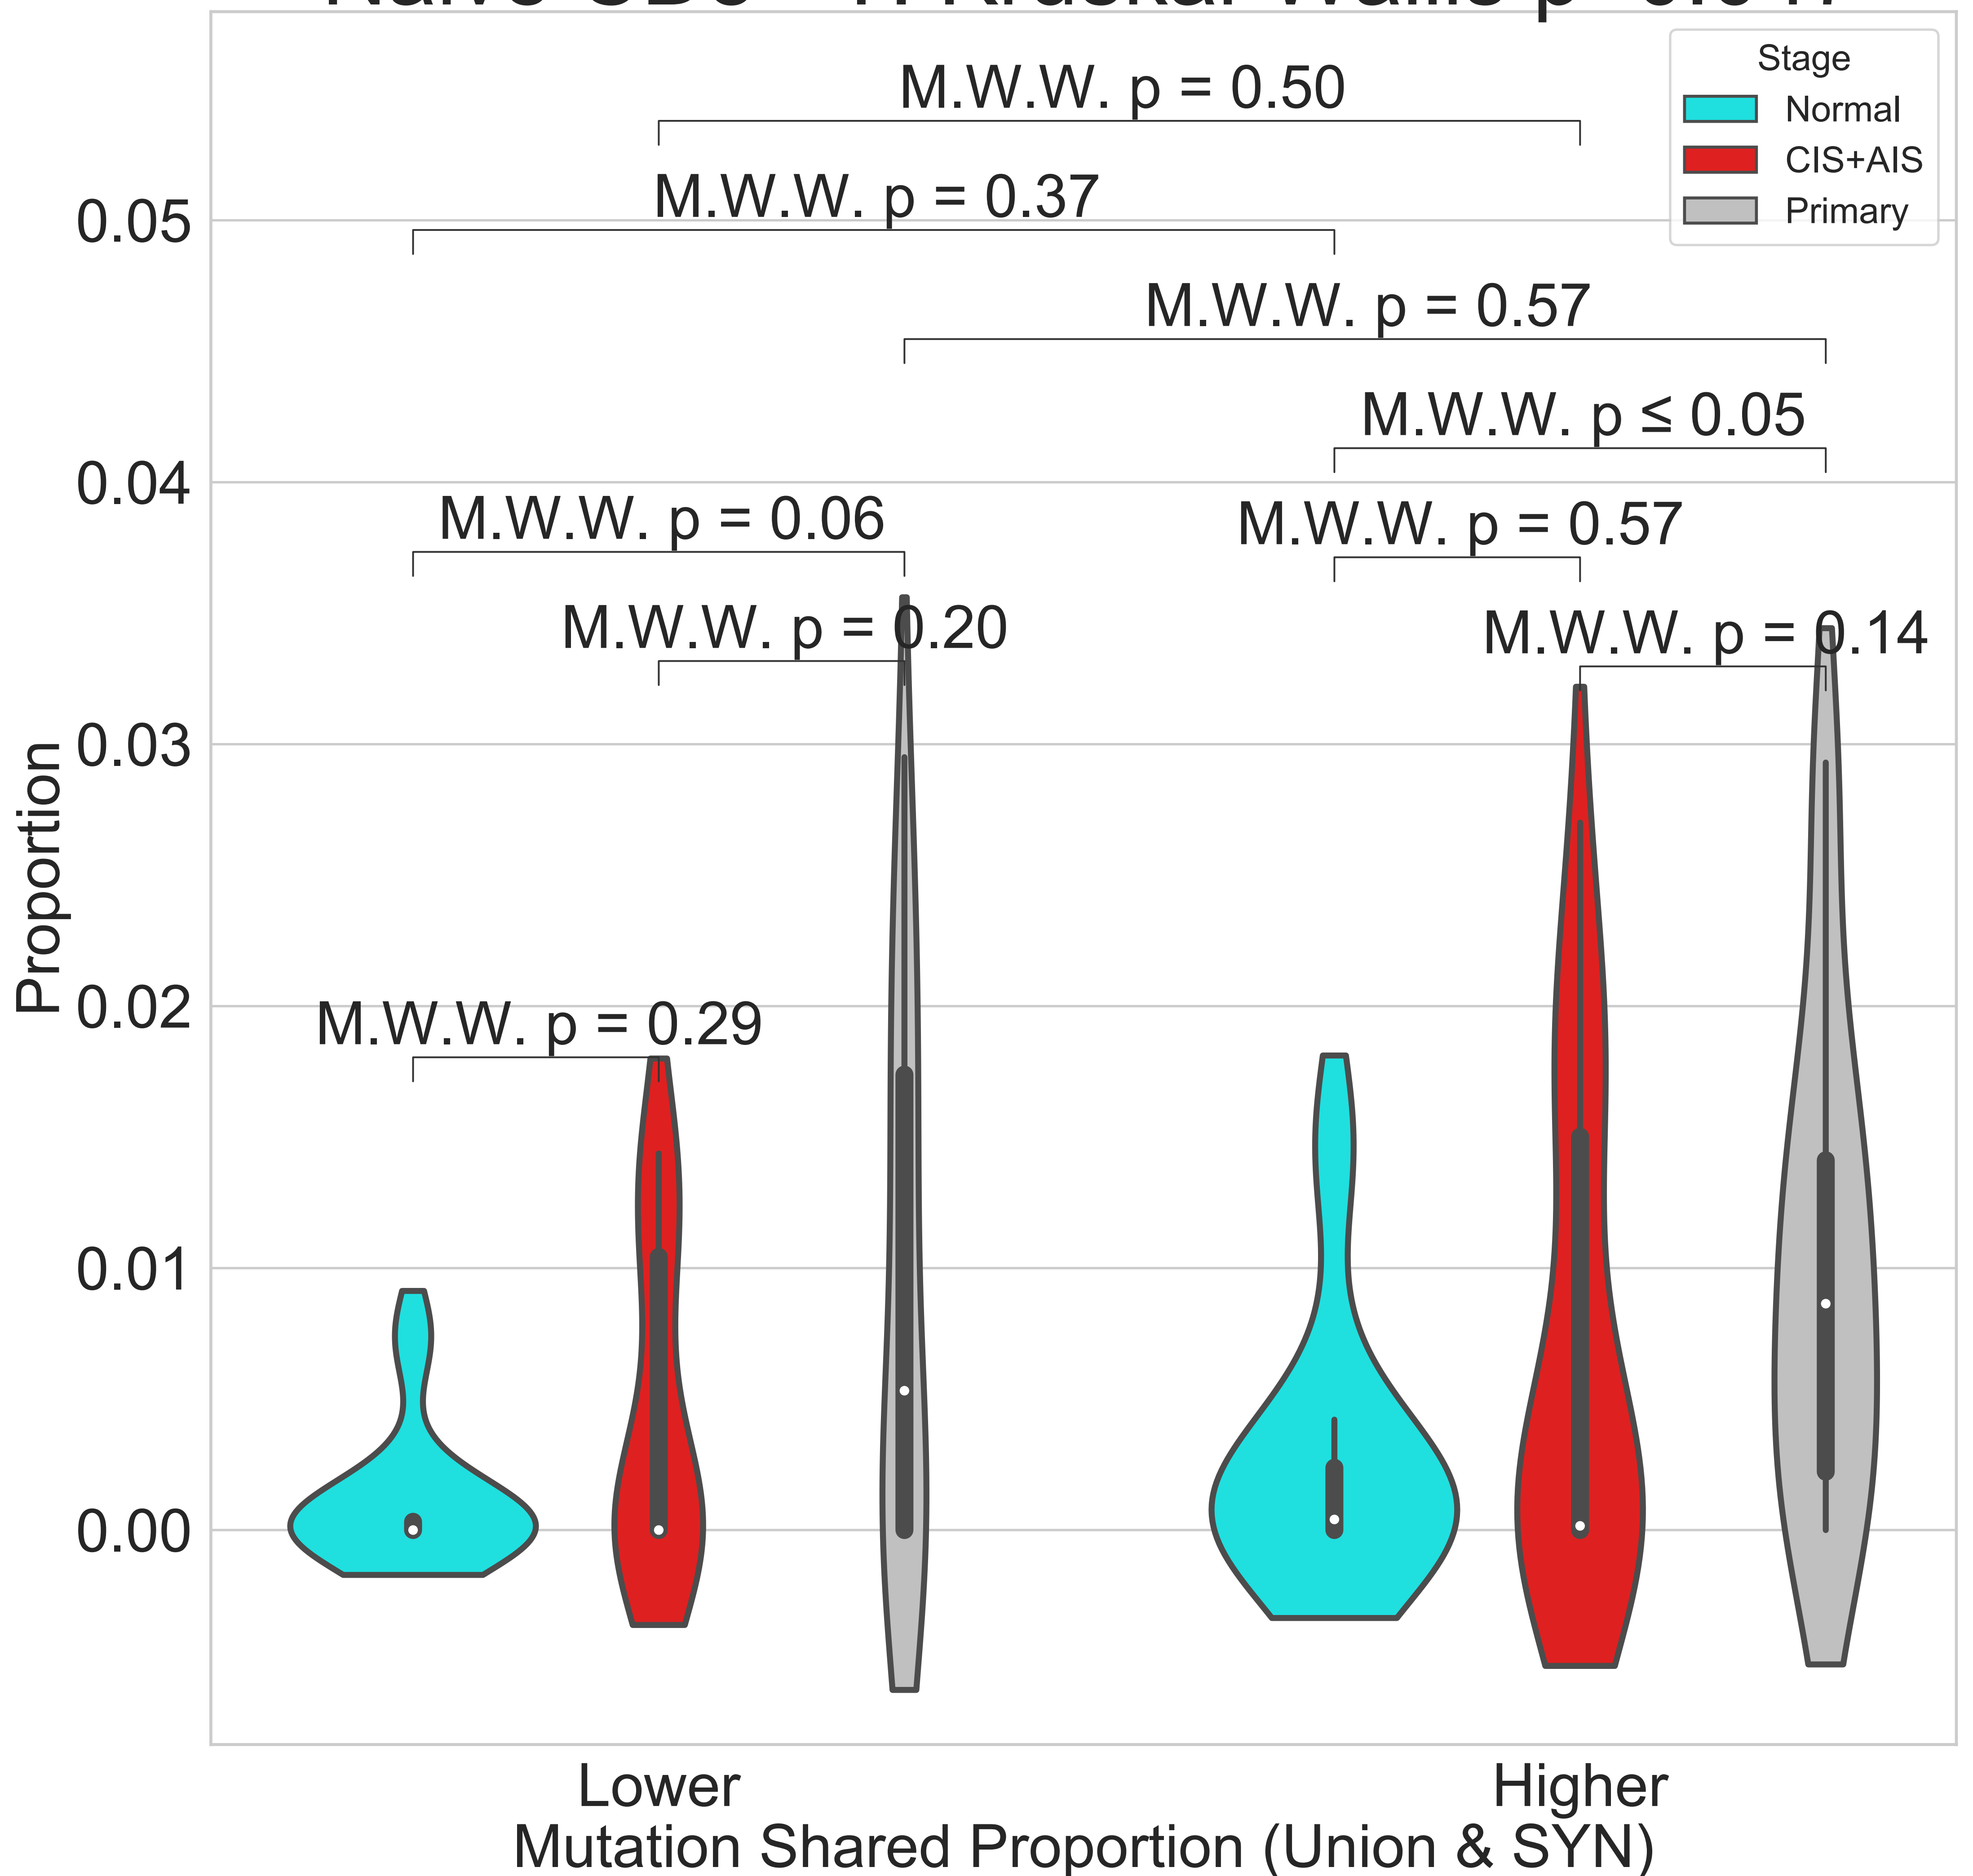 M.W.W. p = 0.50
M.W.W. p = 0.37
M.W.W. p = 0.57
M.W.W. p ≤ 0.05
M.W.W. p = 0.06
M.W.W. p = 0.57
M.W.W. p = 0.20
M.W.W. p = 0.14
M.W.W. p = 0.29
Stage
Normal
CIS+AIS
Primary
Proportion
0.05
0.04
0.03
0.02
0.01
0.00
Lower
Higher
Mutation Shared Proportion (Union & SYN)